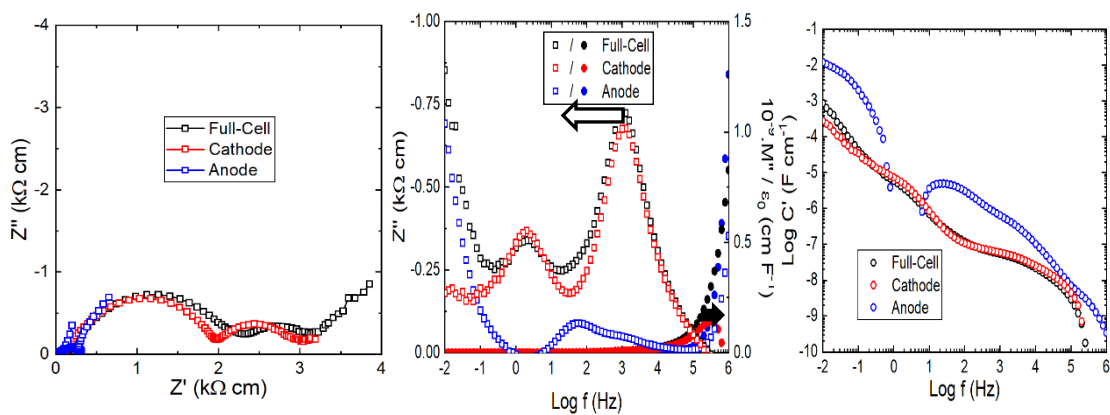 -4
-3
-2
-1
0
0
1
2
3
4
Z'' (kΩ cm)
Z' (kΩ cm)
Full-Cell
Cathode
Anode
-1.00
-0.75
-0.50
-0.25
0.00
-2
-1
0
1
2
3
4
5
6
1.5
1.0
0.5
0.0
Z'' (kΩ cm)
Log f (Hz)
10⁻⁹.M'' / ε₀ (cm F⁻¹)
/ Full-Cell
/ Cathode
/ Anode
-1
-2
-3
-4
-5
-6
-7
-8
-9
-10
-2
-1
0
1
2
3
4
5
6
Log C' (F cm⁻¹)
Log f (Hz)
Full-Cell
Cathode
Anode